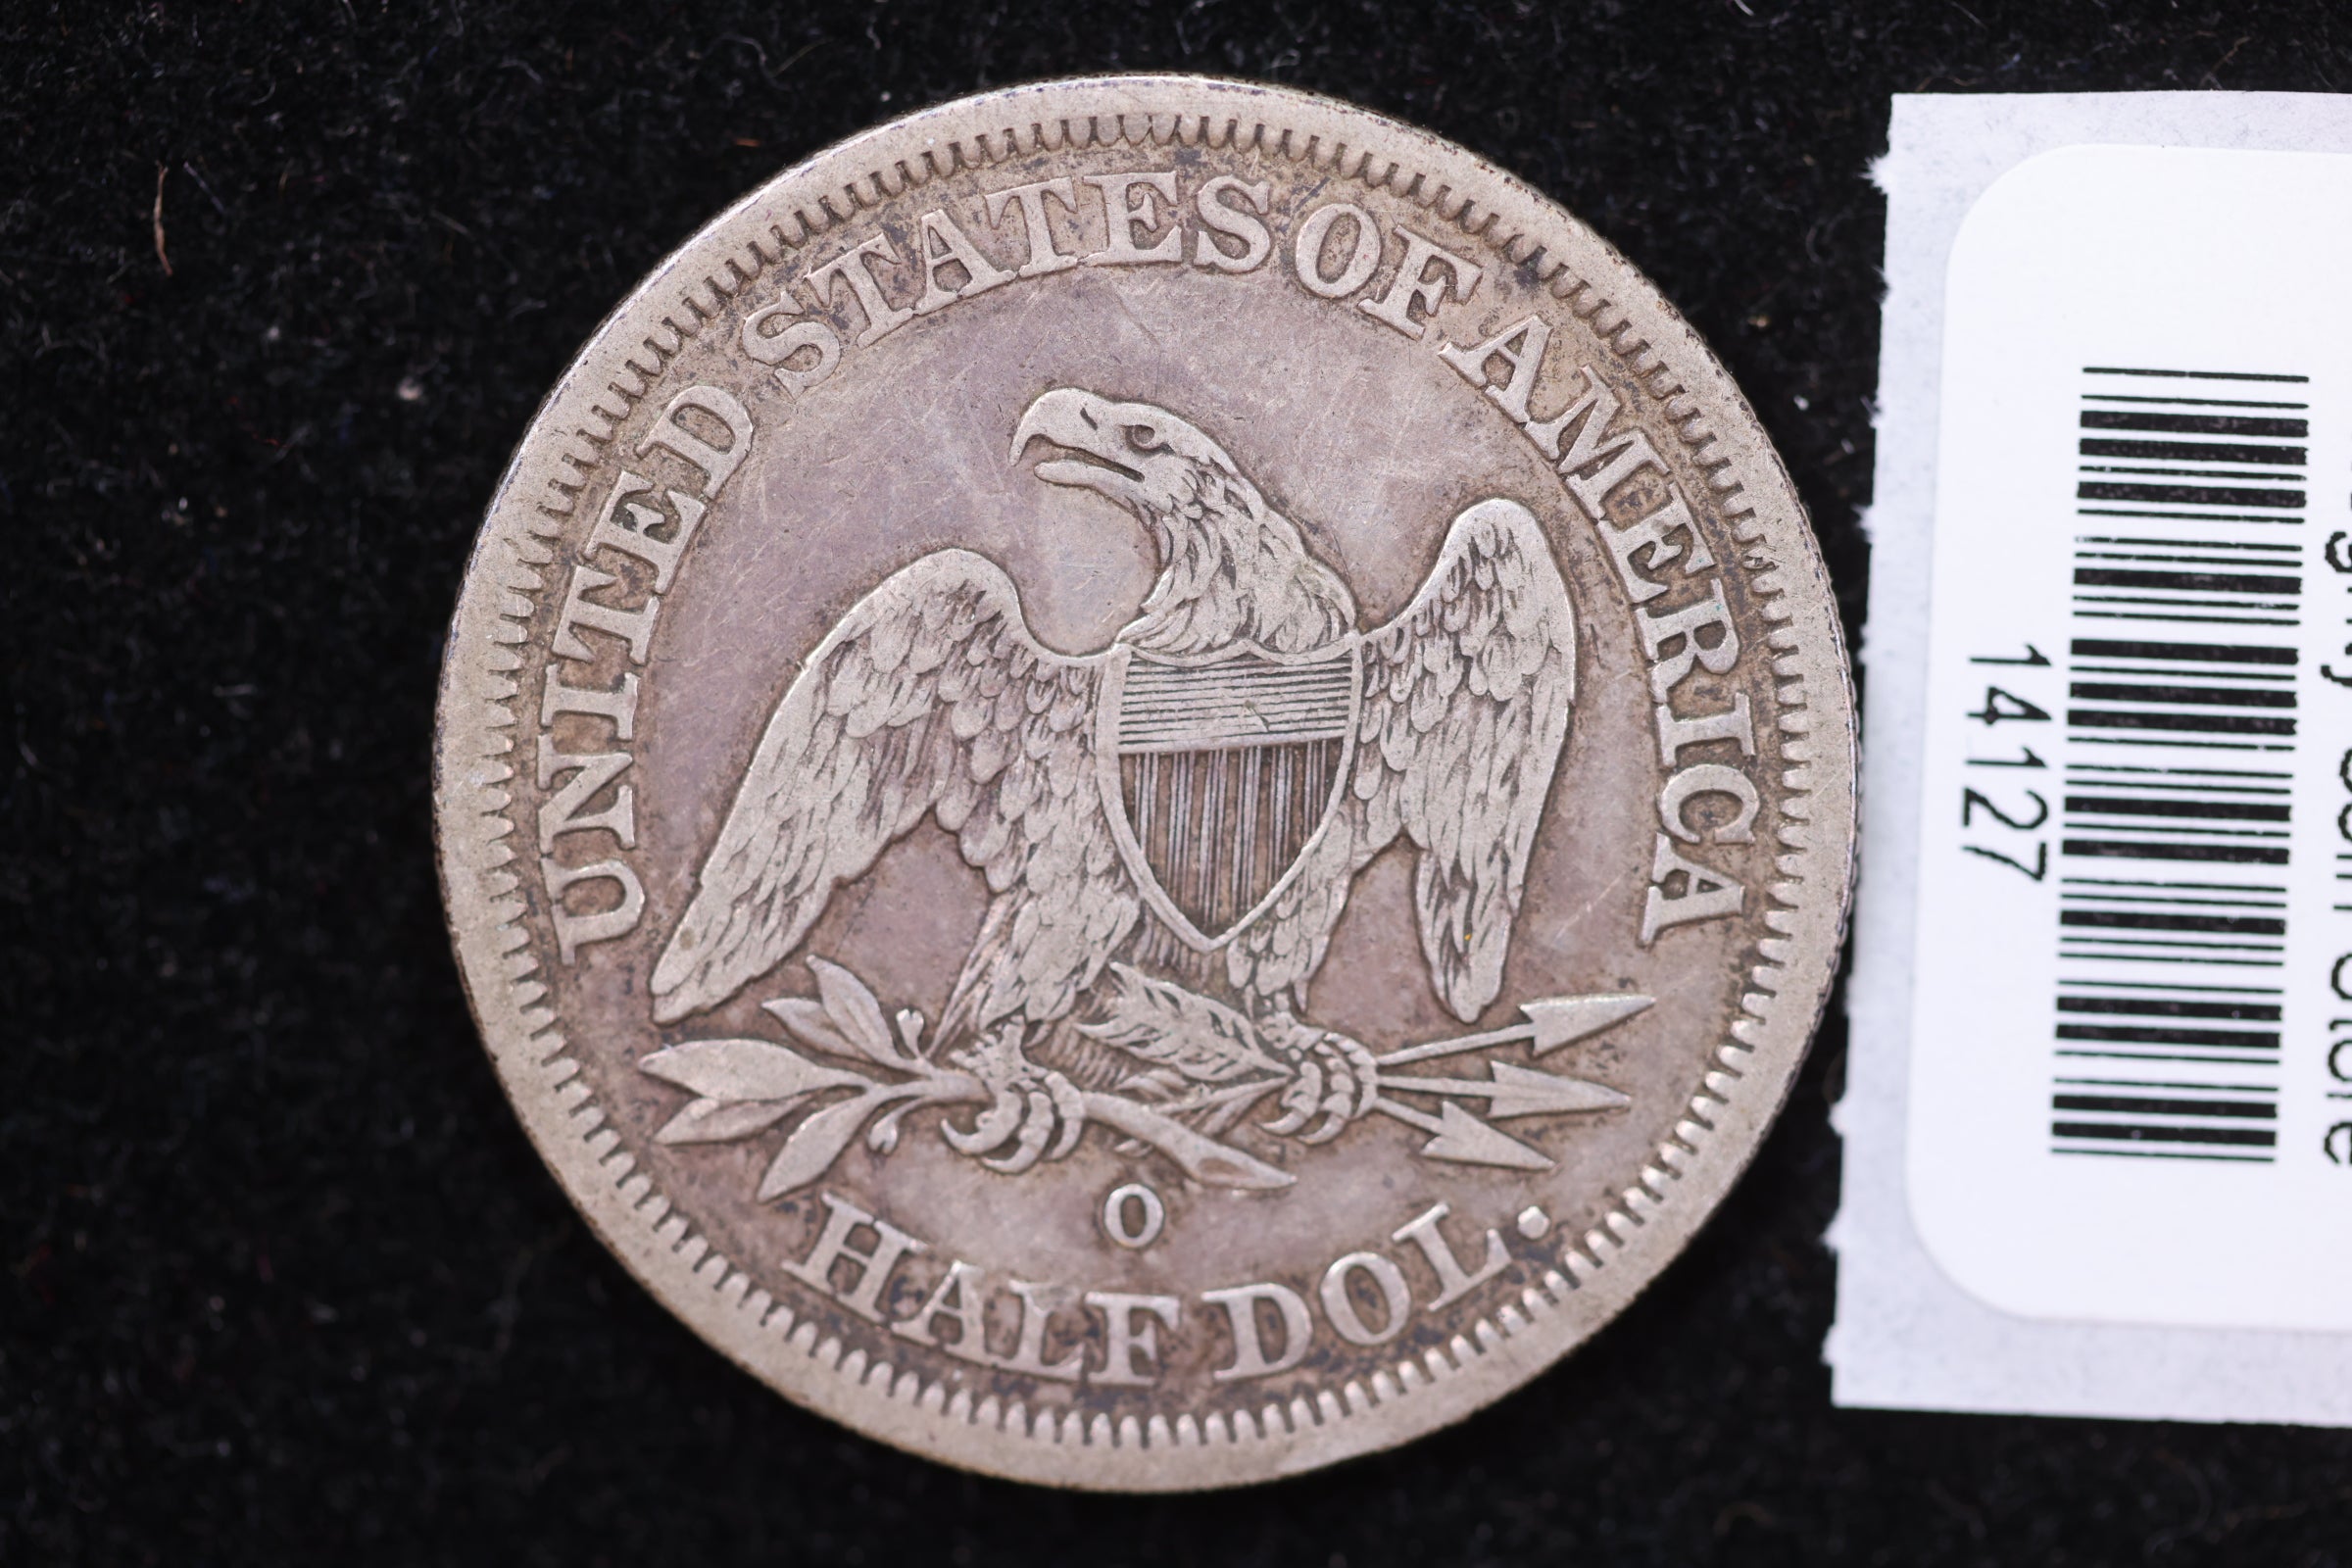 UNITED STATES OF AMERICA
O
HALF DOL.
14127